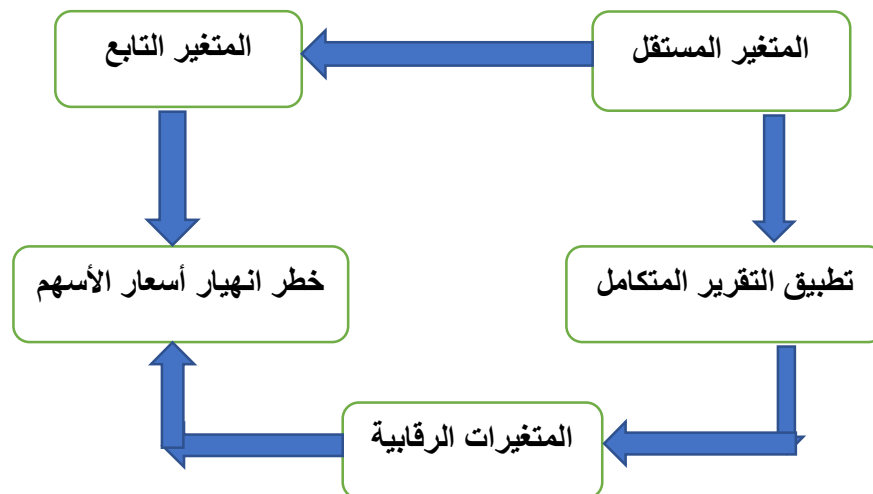 المتغير المستقل
المتغير التابع
تطبيق التقرير المتكامل
خطر انهيار أسعار الأسهم
المتغيرات الرقابية